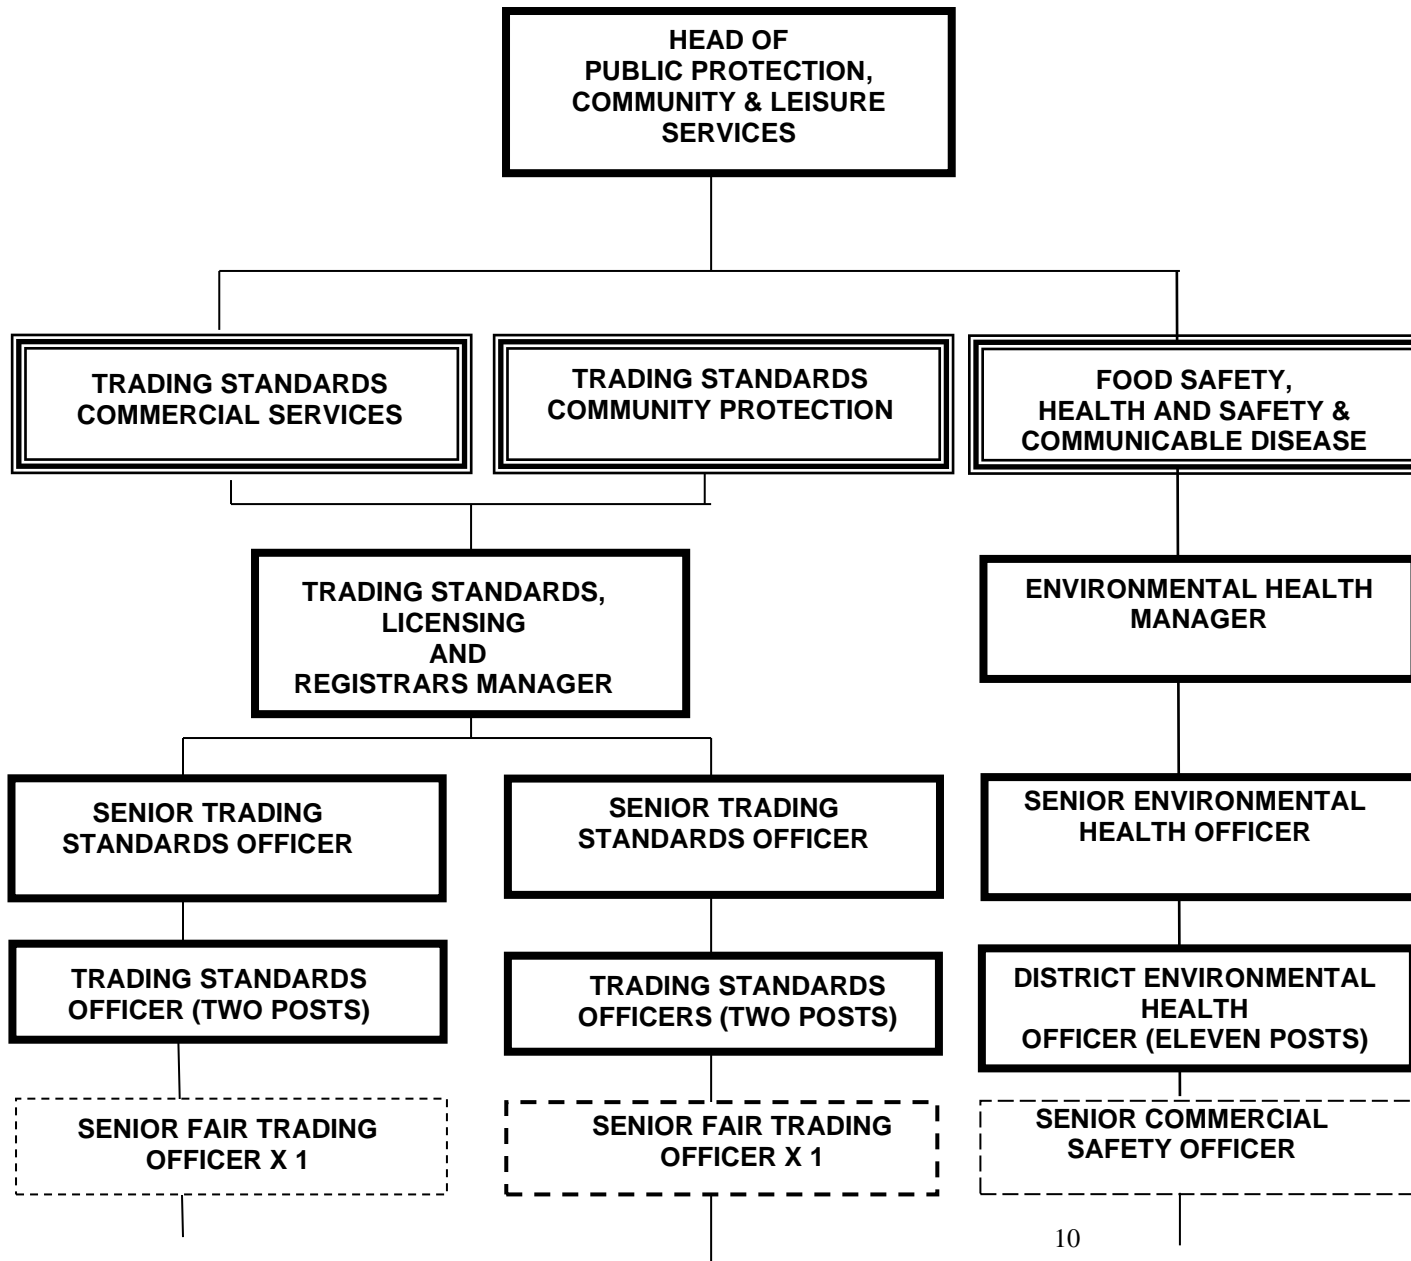 HEAD OF
PUBLIC PROTECTION,
COMMUNITY & LEISURE
SERVICES
TRADING STANDARDS
COMMERCIAL SERVICES
TRADING STANDARDS
COMMUNITY PROTECTION
FOOD SAFETY,
HEALTH AND SAFETY &
COMMUNICABLE DISEASE
TRADING STANDARDS,
LICENSING
AND
REGISTRARS MANAGER
ENVIRONMENTAL HEALTH
MANAGER
SENIOR TRADING
STANDARDS OFFICER
SENIOR TRADING
STANDARDS OFFICER
SENIOR ENVIRONMENTAL
HEALTH OFFICER
TRADING STANDARDS
OFFICER (TWO POSTS)
TRADING STANDARDS
OFFICERS (TWO POSTS)
DISTRICT ENVIRONMENTAL
HEALTH
OFFICER (ELEVEN POSTS)
SENIOR FAIR TRADING
OFFICER X 1
SENIOR FAIR TRADING
OFFICER X 1
SENIOR COMMERCIAL
SAFETY OFFICER
10